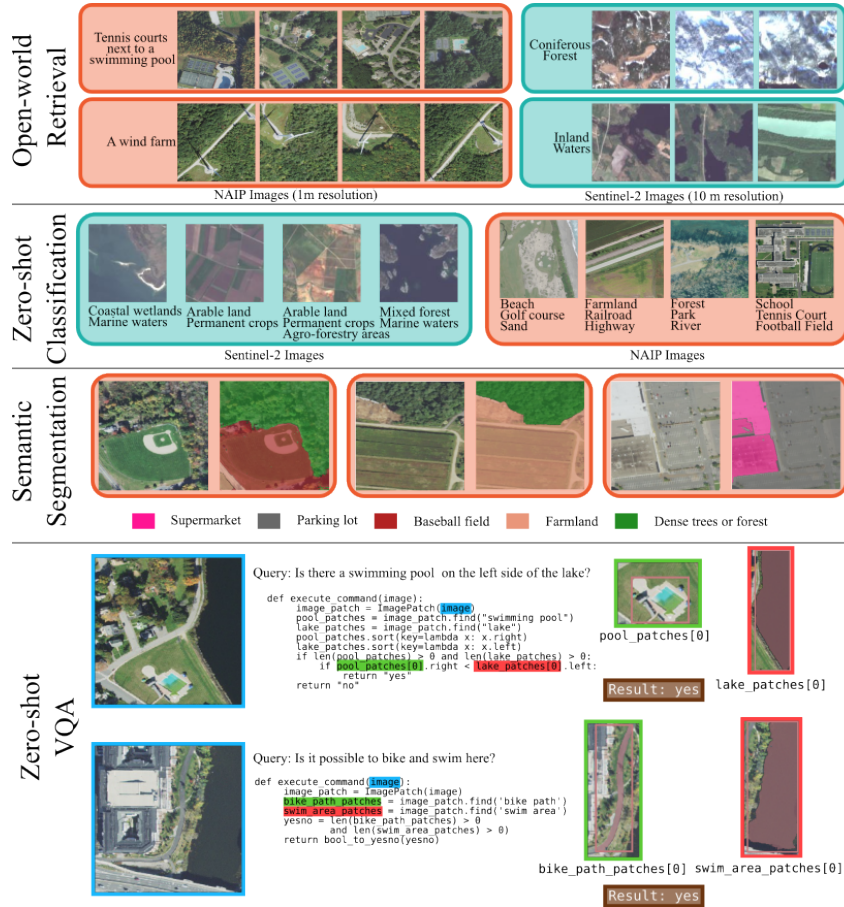 Open-world
Retrieval
Tennis courts
next to a
swimming pool
Coniferous
Forest
A wind farm
Inland
Waters
NAIP Images (1m resolution)
Sentinel-2 Images (10 m resolution)
Zero-shot
Classification
Coastal wetlands
Marine waters
Arable land
Permanent crops
Arable land
Permanent crops
Agro-forestry areas
Mixed forest
Marine waters
Beach
Golf course
Sand
Farmland
Railroad
Highway
Forest
Park
River
School
Tennis Court
Football Field
Sentinel-2 Images
NAIP Images
Semantic
Segmentation
Supermarket
Parking lot
Baseball field
Farmland
Dense trees or forest
Zero-shot
VQA
Query: Is there a swimming pool on the left side of the lake?
def execute_command(image):
image_patch = ImagePatch(image)
pool_patches = image_patch.find("swimming pool")
lake_patches = image_patch.find("lake")
pool_patches.sort(key=lambda x: x.right)
lake_patches.sort(key=lambda x: x.left)
if len(pool_patches) > 0 and len(lake_patches) > 0:
if pool_patches[0].right < lake_patches[0].left:
return "yes"
return "no"
pool_patches[0]
lake_patches[0]
Result: yes
Query: Is it possible to bike and swim here?
def execute_command(image):
image_patch = ImagePatch(image)
bike_path_patches = image_patch.find('bike path')
swim_area_patches = image_patch.find('swim area')
yesno = len(bike_path_patches) > 0
and len(swim_area_patches) > 0)
return bool_to_yesno(yesno)
bike_path_patches[0]
swim_area_patches[0]
Result: yes